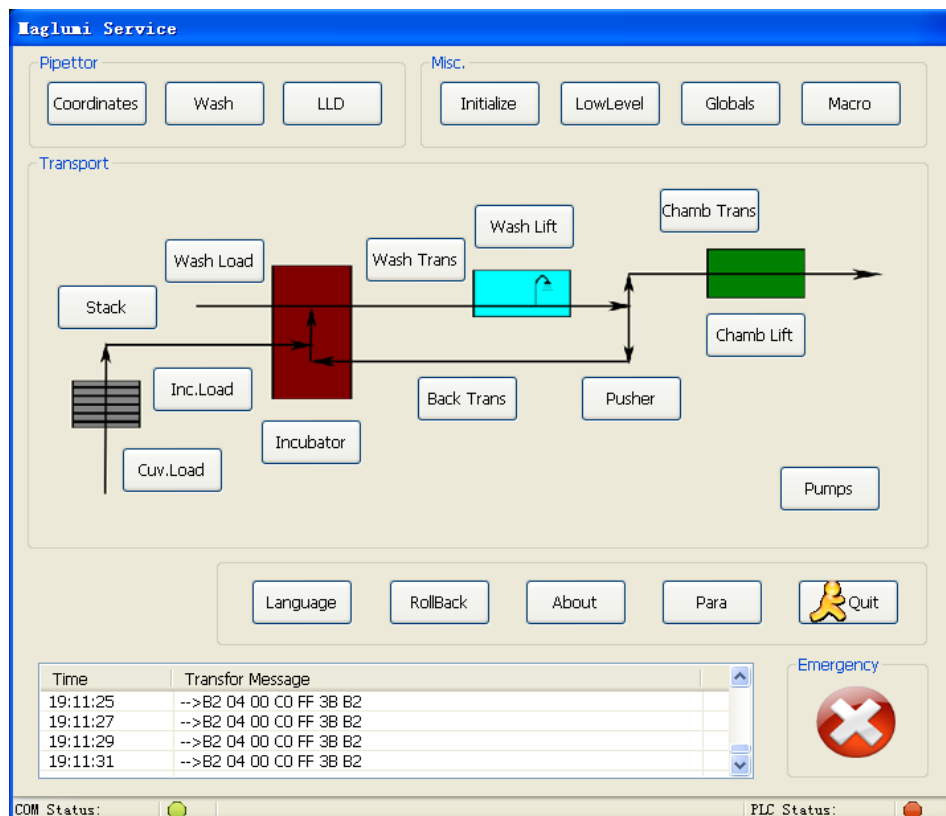 Maglumi Service
Pipettor
Misc.
Coordinates Wash LLD Initialize LowLevel Globals Macro
Transport
Chamb Trans
Wash Lift
Wash Load Wash Trans
Stack
Chamb Lift
Inc.Load Back Trans Pusher
Incubator
Cuv.Load
Pumps
Language RollBack About Para Quit
Emergency
Time Transfor Message
19:11:25 -->B2 04 00 C0 FF 3B B2
19:11:27 -->B2 04 00 C0 FF 3B B2
19:11:29 -->B2 04 00 C0 FF 3B B2
19:11:31 -->B2 04 00 C0 FF 3B B2
COM Status: PLC Status: